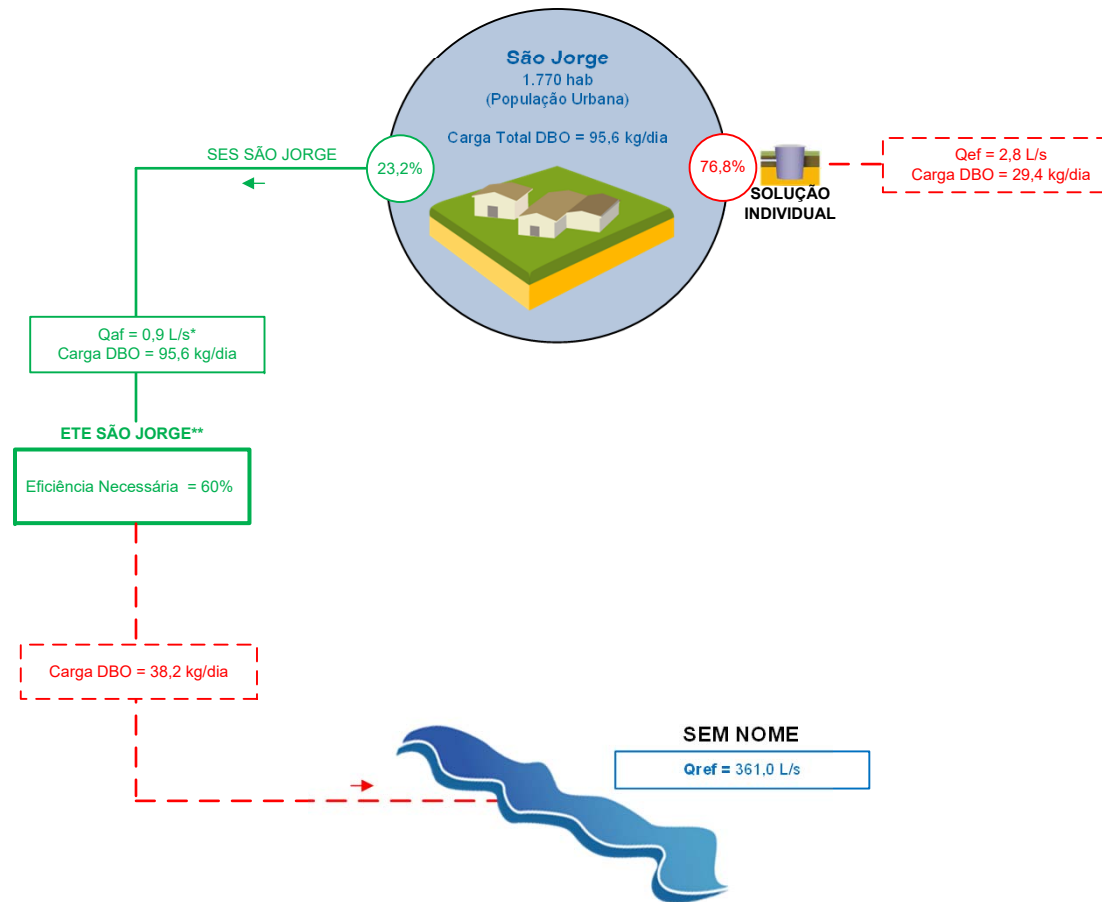 São Jorge
1.770 hab
(População Urbana)
Carga Total DBO = 95,6 kg/dia
SES SÃO JORGE
23,2%
76,8%
SOLUÇÃO
INDIVIDUAL
Qef = 2,8 L/s
Carga DBO = 29,4 kg/dia
Qaf = 0,9 L/s*
Carga DBO = 95,6 kg/dia
ETE SÃO JORGE**
Eficiência Necessária = 60%
Carga DBO = 38,2 kg/dia
SEM NOME
Qref = 361,0 L/s